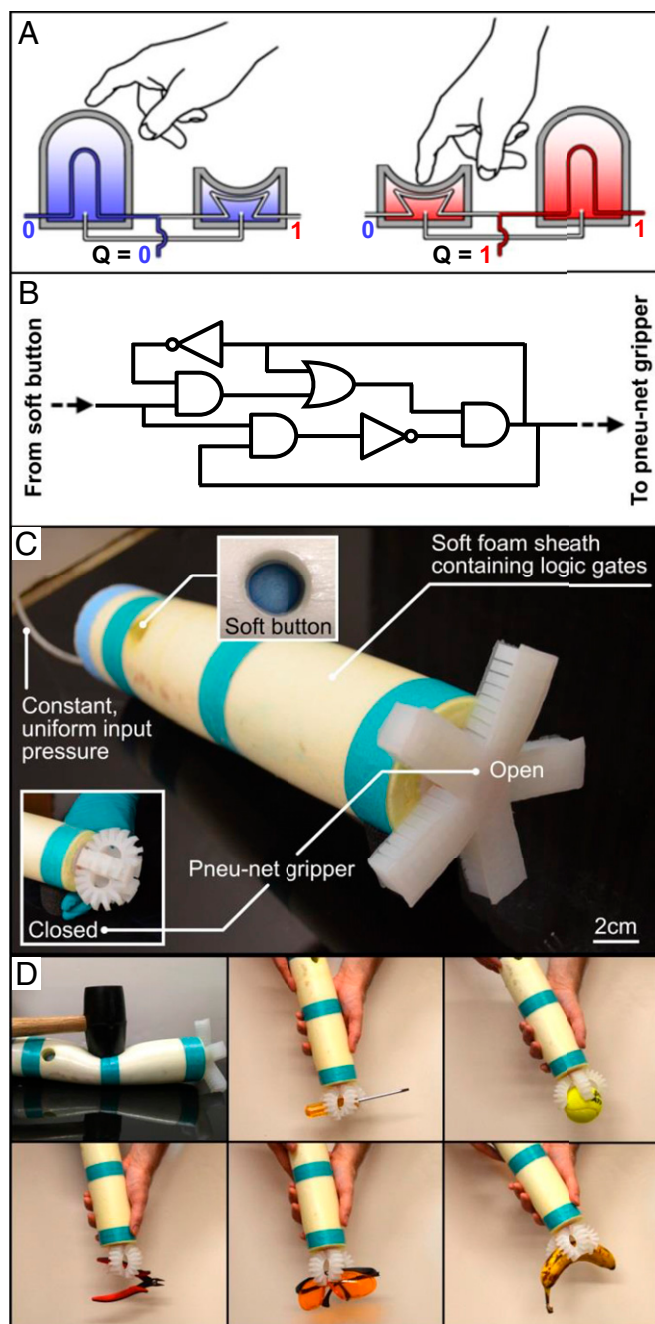 A
0
1
Q = 0
0
1
Q = 1
B
From soft button
To pneu-net gripper
C
Soft button
Soft foam sheath
containing logic gates
Constant,
uniform input
pressure
Open
Pneu-net gripper
Closed
2cm
D